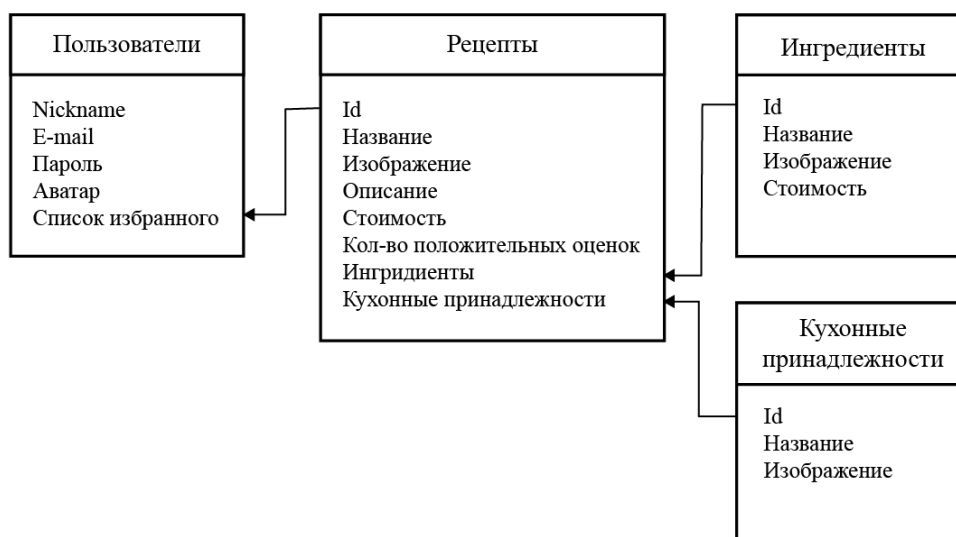 Пользователи
Nickname
E-mail
Пароль
Аватар
Список избранного
Рецепты
Id
Название
Изображение
Описание
Стоимость
Кол-во положительных оценок
Ингридиенты
Кухонные принадлежности
Ингредиенты
Id
Название
Изображение
Стоимость
Кухонные
принадлежности
Id
Название
Изображение